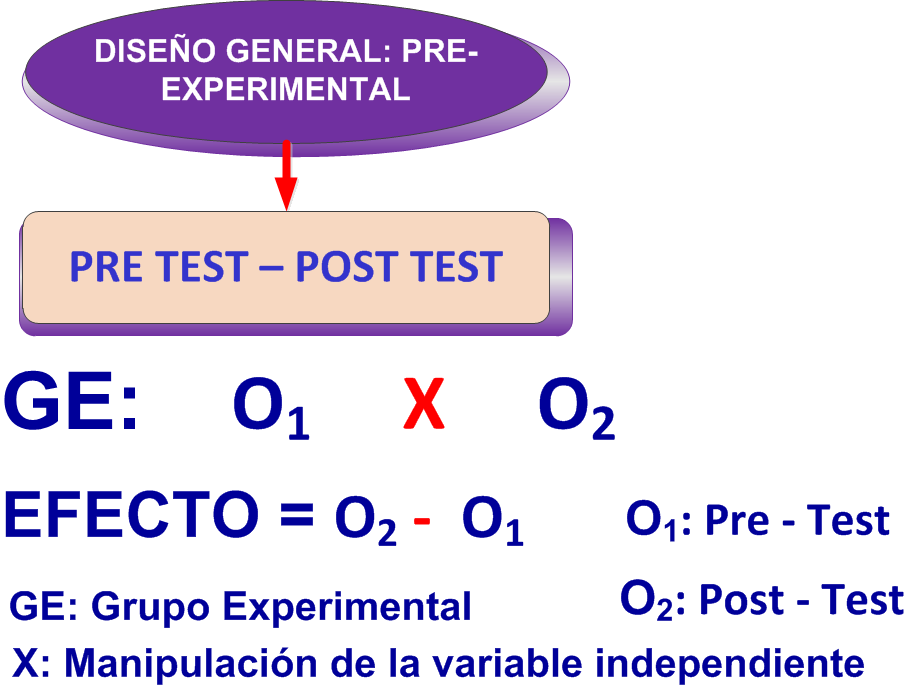 DISEÑO GENERAL: PRE-
EXPERIMENTAL
PRE TEST – POST TEST
GE: O₁ X O₂
EFECTO = O₂ - O₁
O₁: Pre - Test
GE: Grupo Experimental
O₂: Post - Test
X: Manipulación de la variable independiente